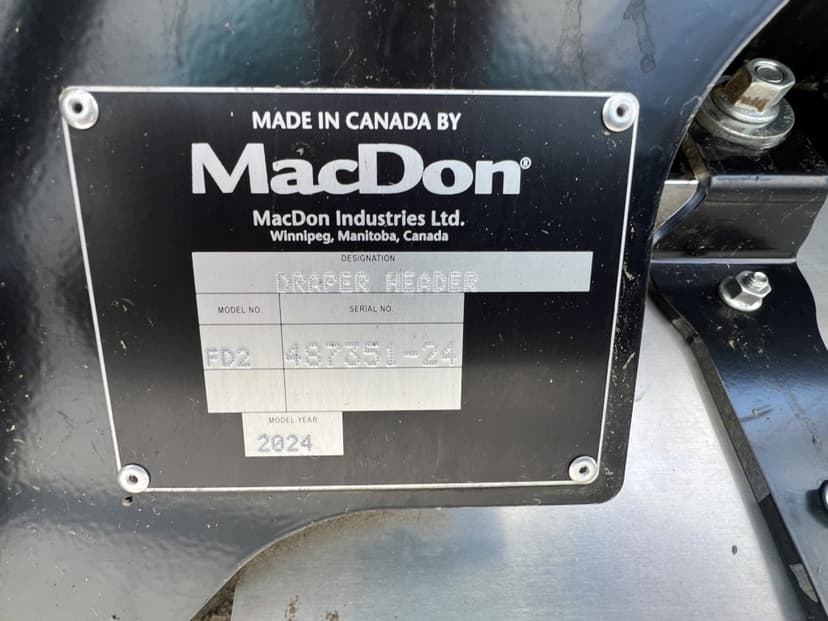 MADE IN CANADA BY
MacDon®
MacDon Industries Ltd.
Winnipeg, Manitoba, Canada
DESIGNATION
DRAPER HEADER
MODEL NO. SERIAL NO.
FD2 487351-24
MODEL YEAR
2024